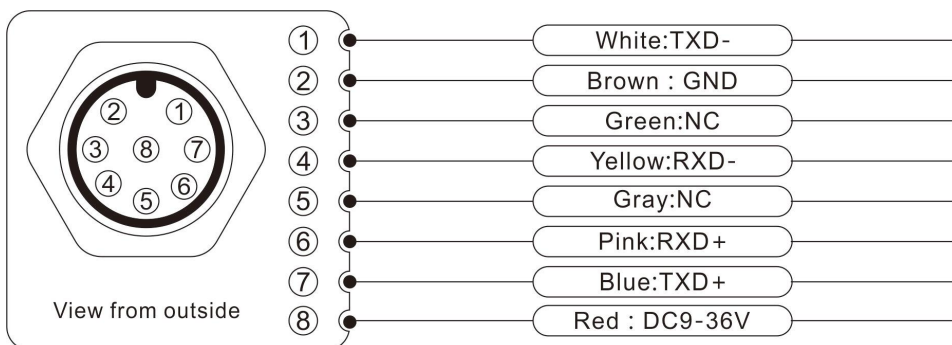 ① White:TXD-
② Brown : GND
② ① ③ Green:NC
③ ⑧ ⑦ ④ Yellow:RXD-
④ ⑤ ⑥ ⑤ Gray:NC
⑥ Pink:RXD+
⑦ Blue:TXD+
View from outside
⑧ Red : DC9-36V